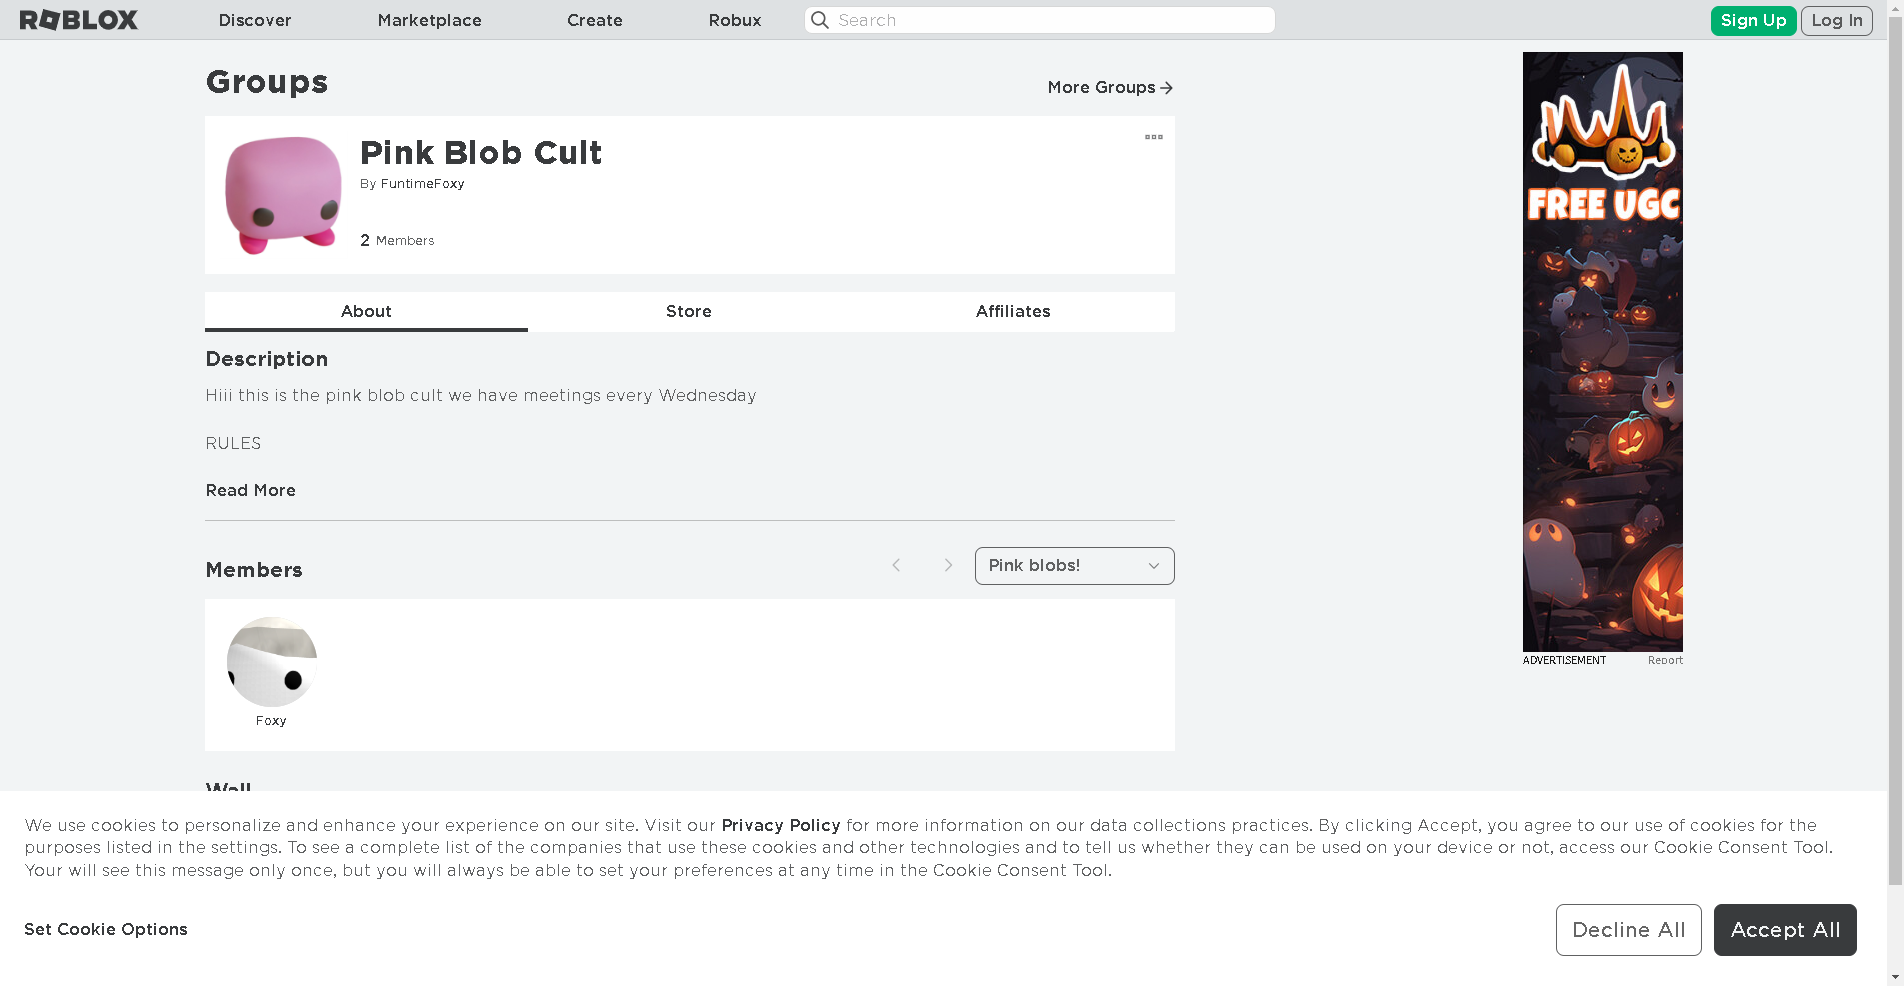 ROBLOX
Discover
Marketplace
Create
Robux
Search
Sign Up
Log In
Groups
More Groups
Pink Blob Cult
By FuntimeFoxy
2 Members
About
Store
Affiliates
Description
Hiii this is the pink blob cult we have meetings every Wednesday
RULES
Read More
Members
Pink blobs!
Foxy
Wall
FREE UGC
ADVERTISEMENT
Report
We use cookies to personalize and enhance your experience on our site. Visit our Privacy Policy for more information on our data collections practices. By clicking Accept, you agree to our use of cookies for the
purposes listed in the settings. To see a complete list of the companies that use these cookies and other technologies and to tell us whether they can be used on your device or not, access our Cookie Consent Tool.
Your will see this message only once, but you will always be able to set your preferences at any time in the Cookie Consent Tool.
Set Cookie Options
Decline All
Accept All